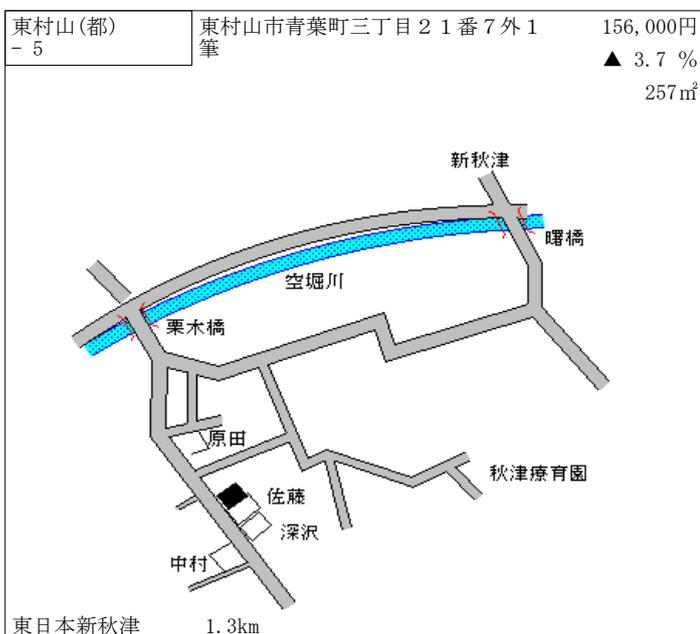 東村山(都)
- 5
東村山市青葉町三丁目２１番７外１
筆
156,000円
▲ 3.7 %
257㎡
新秋津
曙橋
空堀川
栗木橋
原田
秋津療育園
佐藤
深沢
中村
東日本新秋津 1.3km